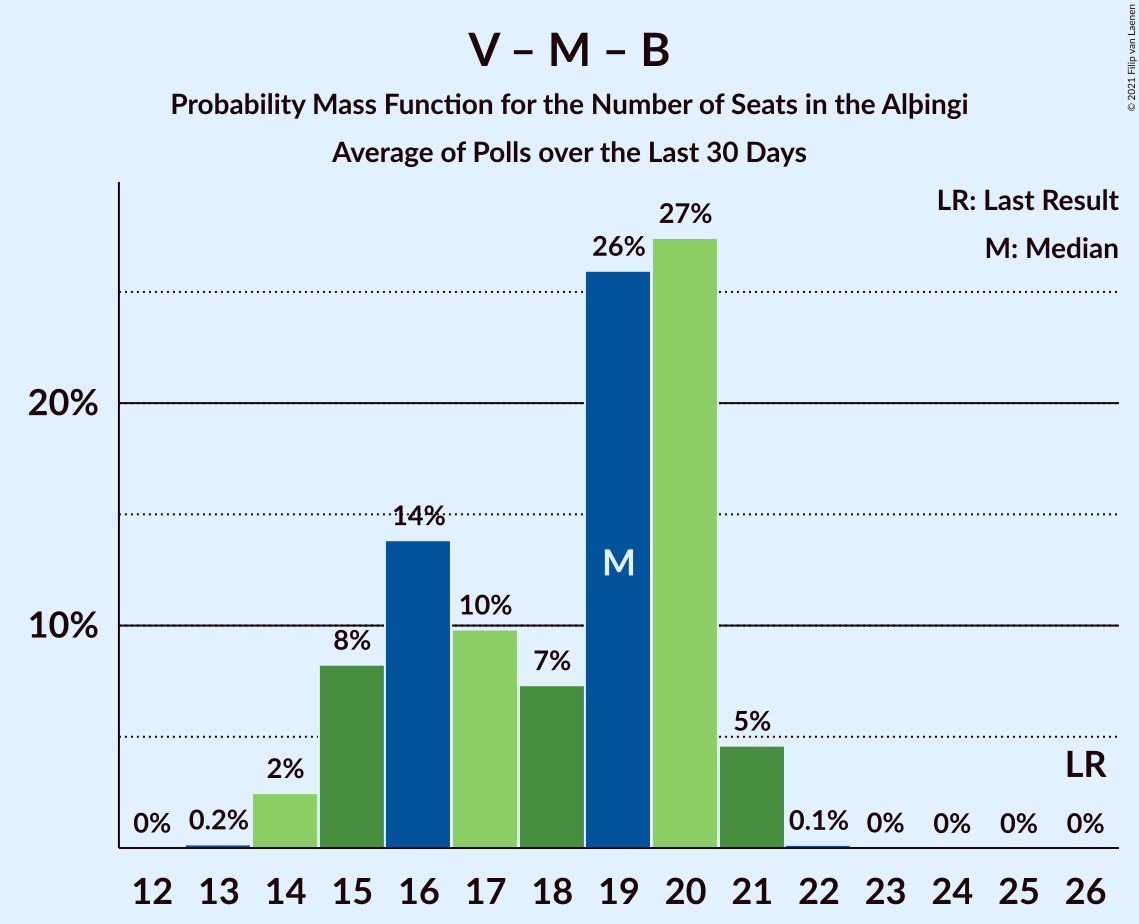 V – M – B
Probability Mass Function for the Number of Seats in the Alþingi
Average of Polls over the Last 30 Days
© 2021 Filip van Laenen
LR: Last Result
M: Median
27%
26%
20%
14%
M
10%
10%
8%
7%
5%
LR
2%
0%
0.2%
0.1%
0%
0%
0%
0%
12 13 14 15 16 17 18 19 20 21 22 23 24 25 26